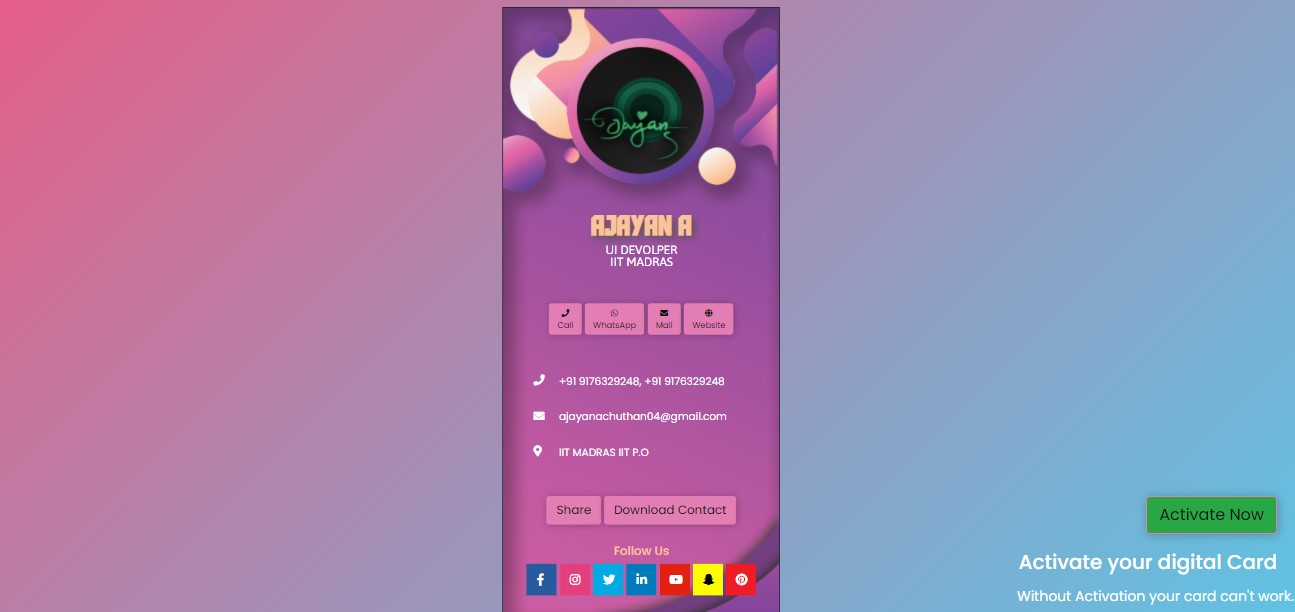 Jayan
AJAYAN A
UI DEVOLPER
IIT MADRAS
Call WhatsApp Mail Website
+91 9176329248, +91 9176329248
ajayanachuthan04@gmail.com
IIT MADRAS IIT P.O
Share Download Contact
Follow Us
Activate Now
Activate your digital Card
Without Activation your card can't work.